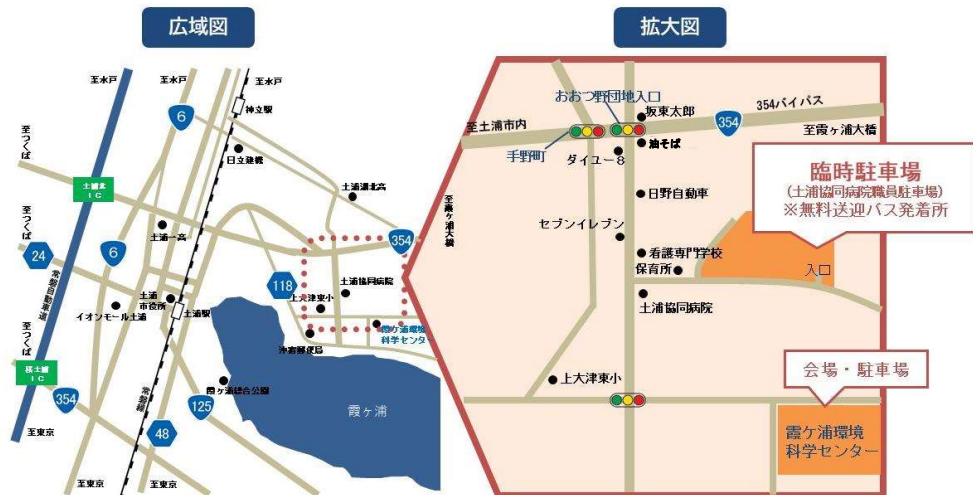 広域図
至水戸
至水戸
至水戸
6
神立駅
日立建機
至つくば
土浦北
IC
土浦湖北高
至霞ヶ浦大橋
土浦一高
354
24
6
常磐自動車道
118
土浦協同病院
上大津東小
土浦
市役所
土浦駅
イオンモール土浦
至つくば
霞ケ浦環境
科学センター
沖宿郵便局
至つくば
桜土浦
IC
霞ヶ浦総合公園
354
125
常磐線
霞ヶ浦
48
至東京
至東京
至東京
拡大図
おおつ野団地入口
坂東太郎
354バイパス
354
至土浦市内
至霞ヶ浦大橋
手野町
油そば
ダイユー8
臨時駐車場
(土浦協同病院職員駐車場)
※無料送迎バス発着所
日野自動車
セブンイレブン
看護専門学校
保育所
入口
土浦協同病院
会場・駐車場
上大津東小
霞ケ浦環境
科学センター